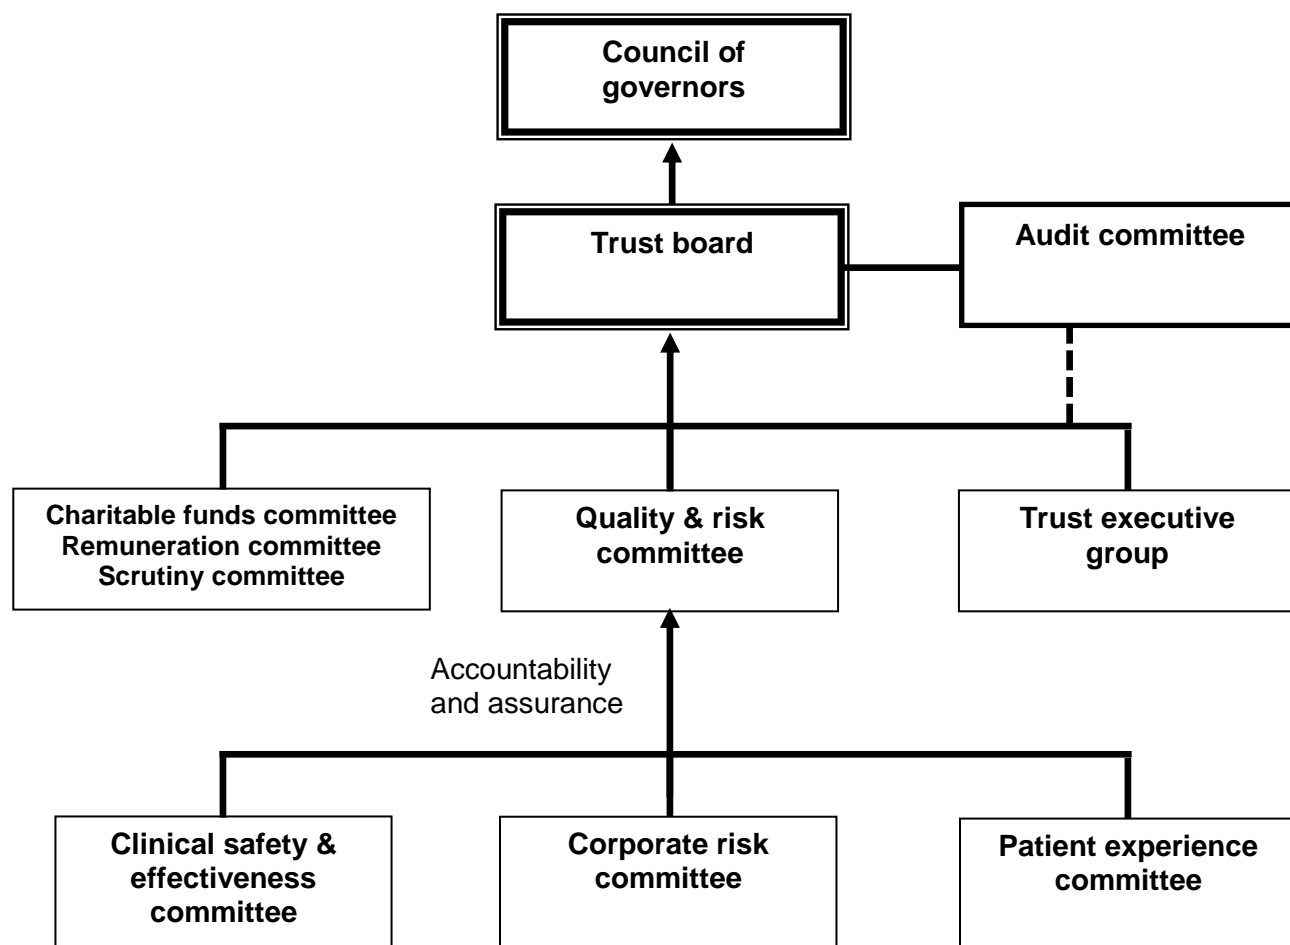 Council of
governors
Trust board
Audit committee
Charitable funds committee
Remuneration committee
Scrutiny committee
Quality & risk
committee
Trust executive
group
Accountability
and assurance
Clinical safety &
effectiveness
committee
Corporate risk
committee
Patient experience
committee